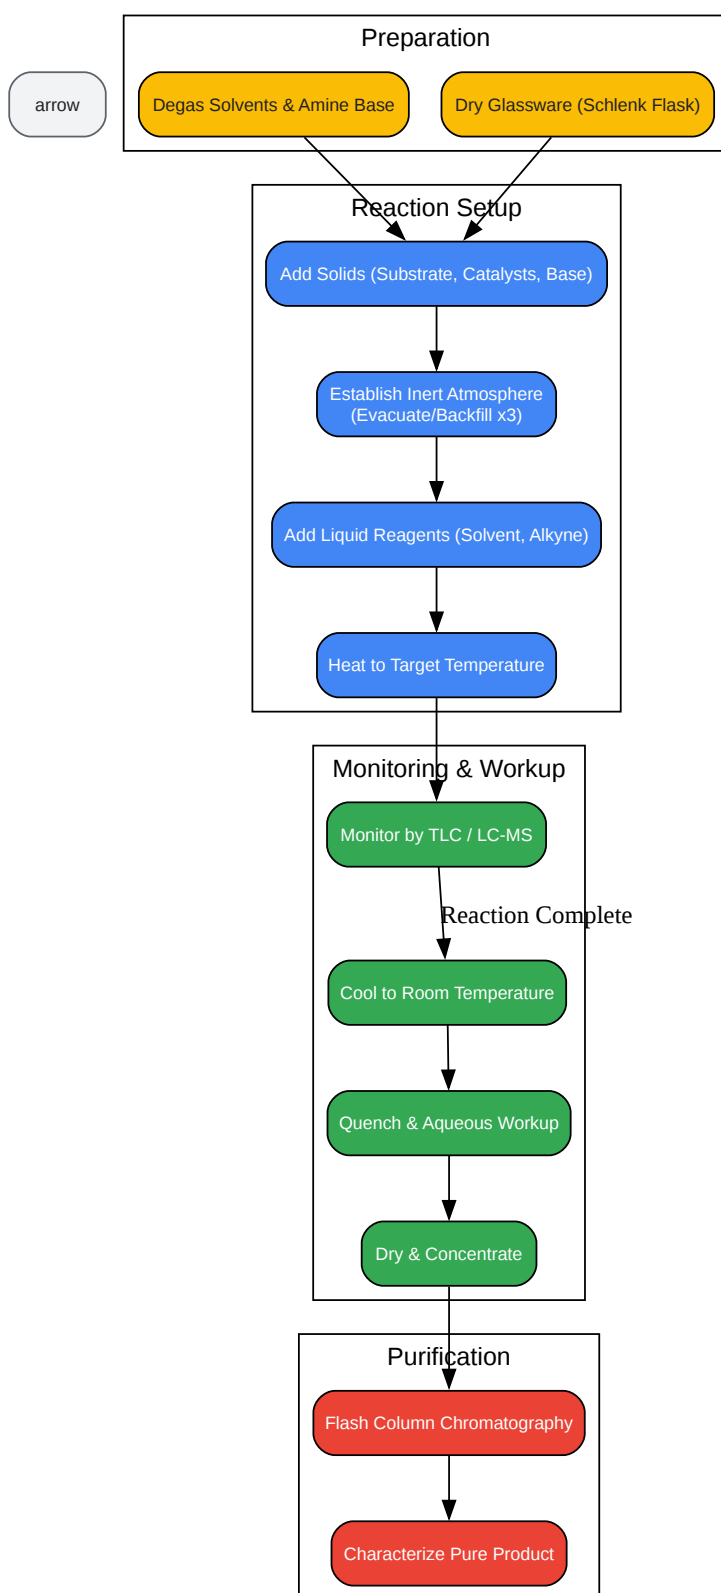 Preparation
arrow
Degas Solvents & Amine Base
Dry Glassware (Schlenk Flask)
Reaction Setup
Add Solids (Substrate, Catalysts, Base)
Establish Inert Atmosphere
(Evacuate/Backfill x3)
Add Liquid Reagents (Solvent, Alkyne)
Heat to Target Temperature
Monitoring & Workup
Monitor by TLC / LC-MS
Reaction Complete
Cool to Room Temperature
Quench & Aqueous Workup
Dry & Concentrate
Purification
Flash Column Chromatography
Characterize Pure Product